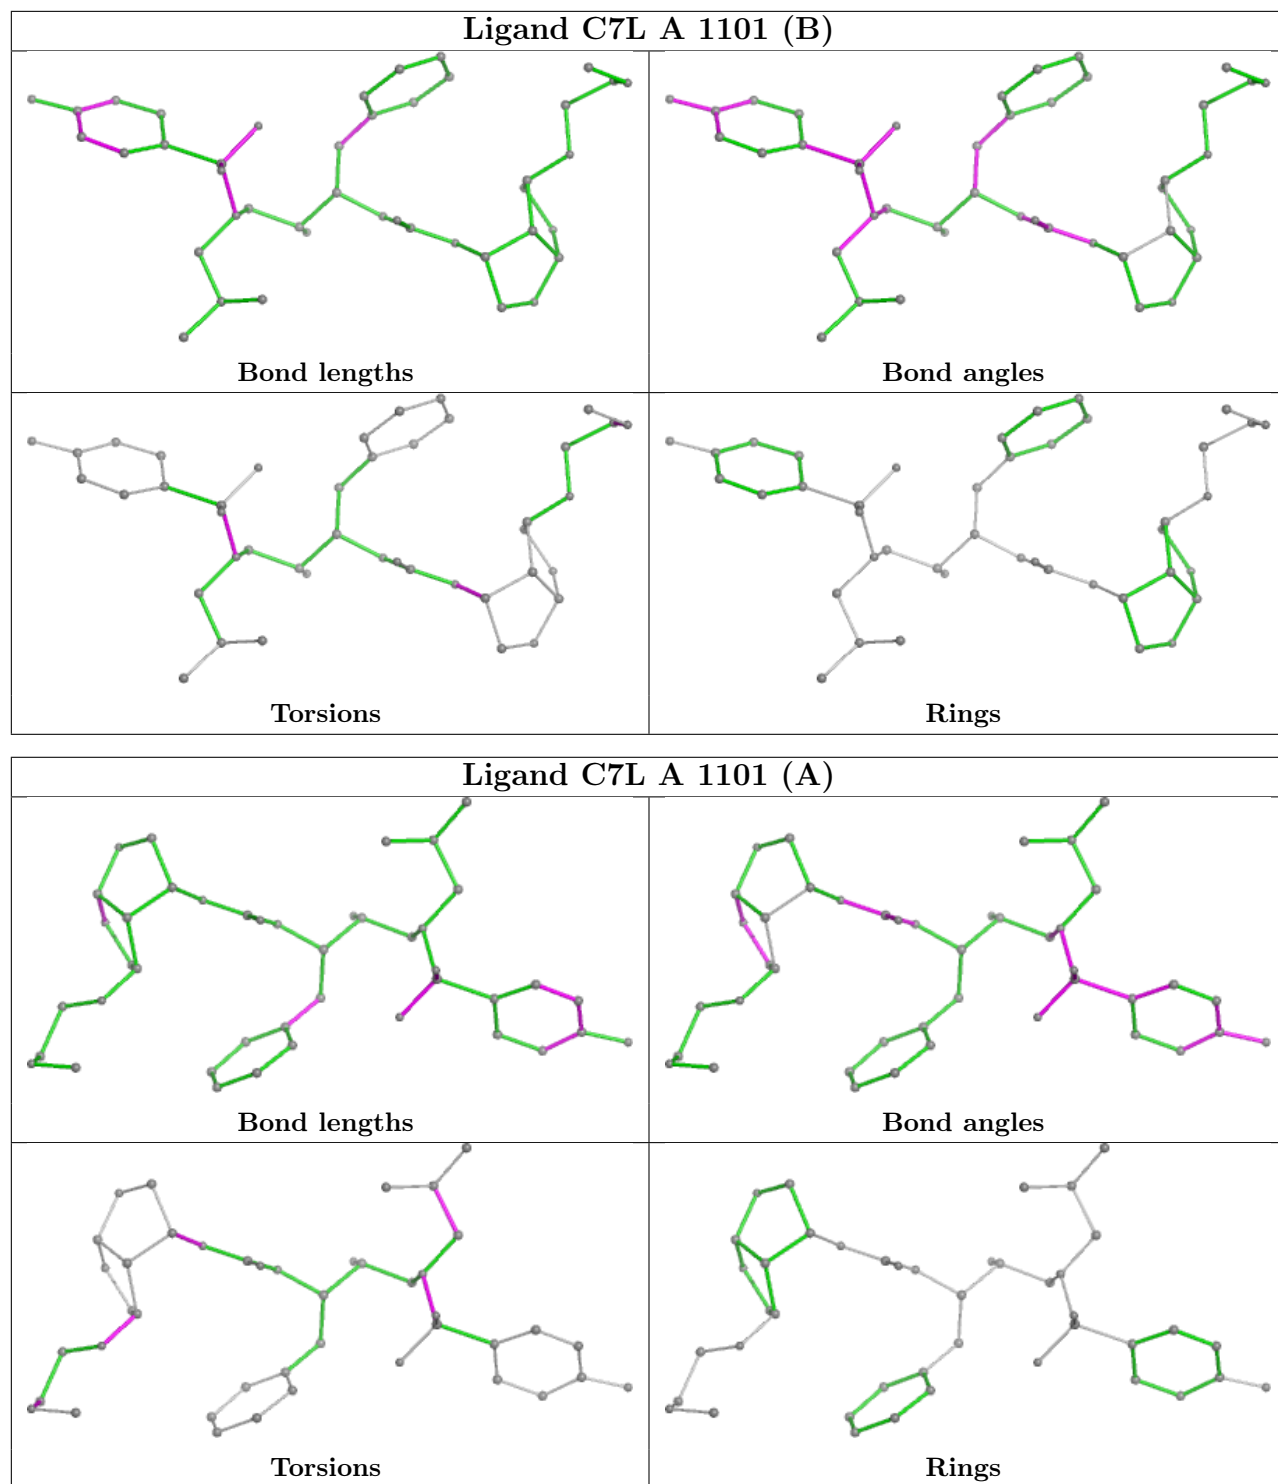 Ligand C7L A 1101 (B)
Bond lengths
Bond angles
Torsions
Rings
Ligand C7L A 1101 (A)
Bond lengths
Bond angles
Torsions
Rings